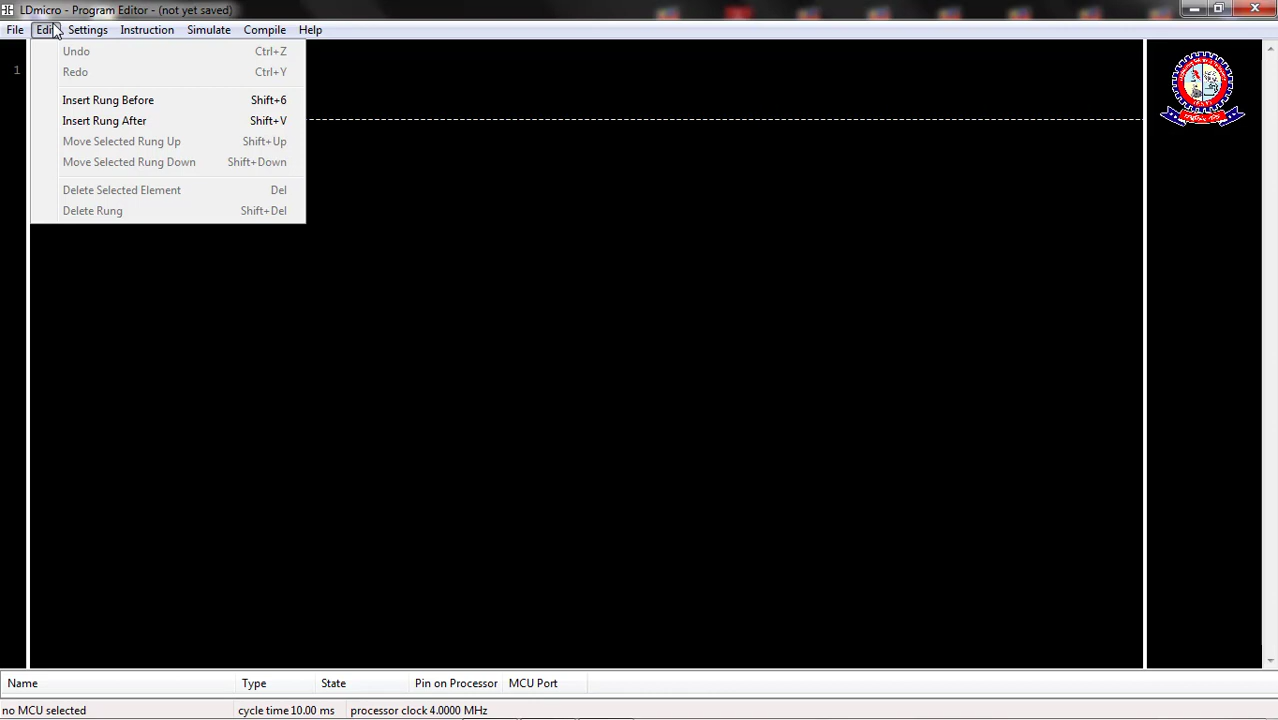 LDmicro - Program Editor - (not yet saved)
File Edit Settings Instruction Simulate Compile Help
Undo Ctrl+Z
1 Redo Ctrl+Y
Insert Rung Before Shift+6
Insert Rung After Shift+V
Move Selected Rung Up Shift+Up
Move Selected Rung Down Shift+Down
Delete Selected Element Del
Delete Rung Shift+Del
Name Type State Pin on Processor MCU Port
no MCU selected cycle time 10.00 ms processor clock 4.0000 MHz